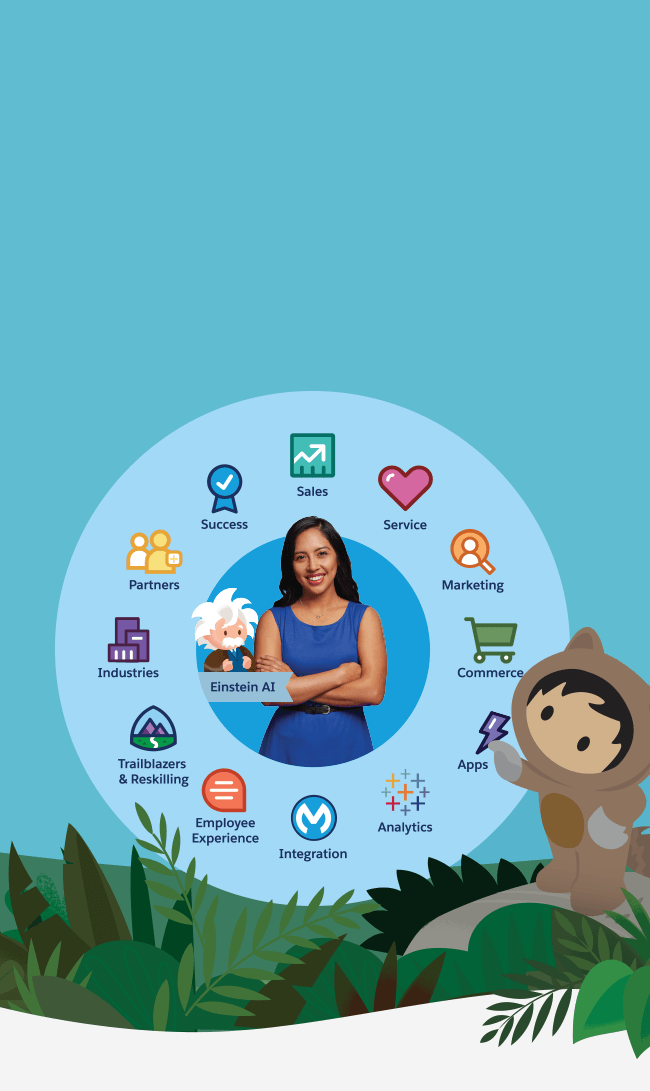 Sales
Service
Marketing
Commerce
Apps
Analytics
Integration
Employee
Experience
Trailblazers
& Reskilling
Industries
Partners
Success
Einstein AI